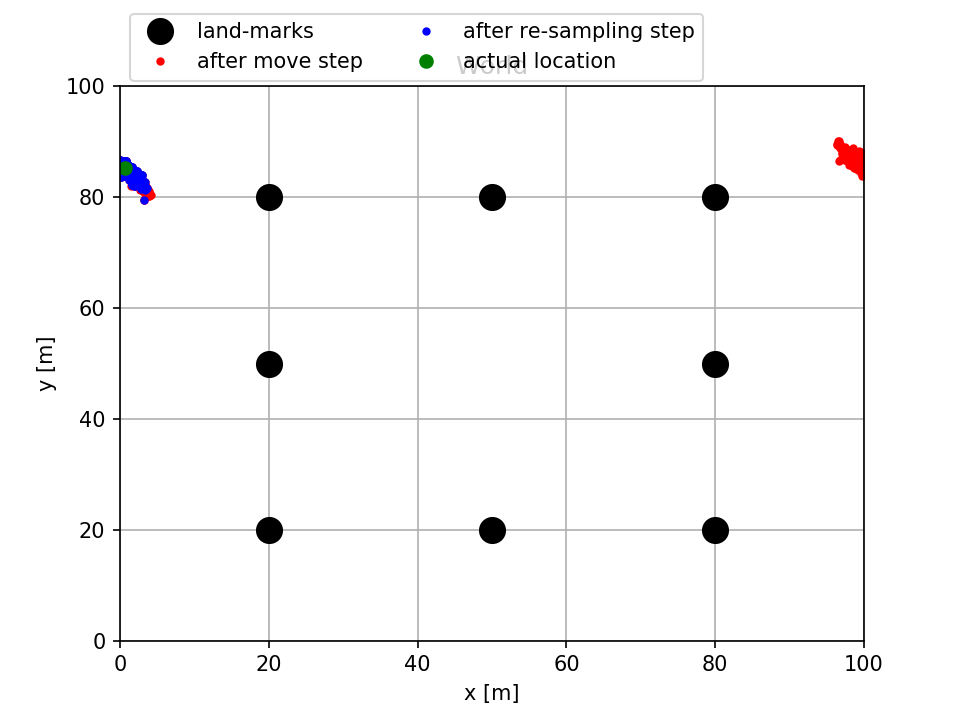 land-marks
after move step
after re-sampling step
actual location
World
100
80
60
40
20
0
y [m]
0 20 40 60 80 100
x [m]